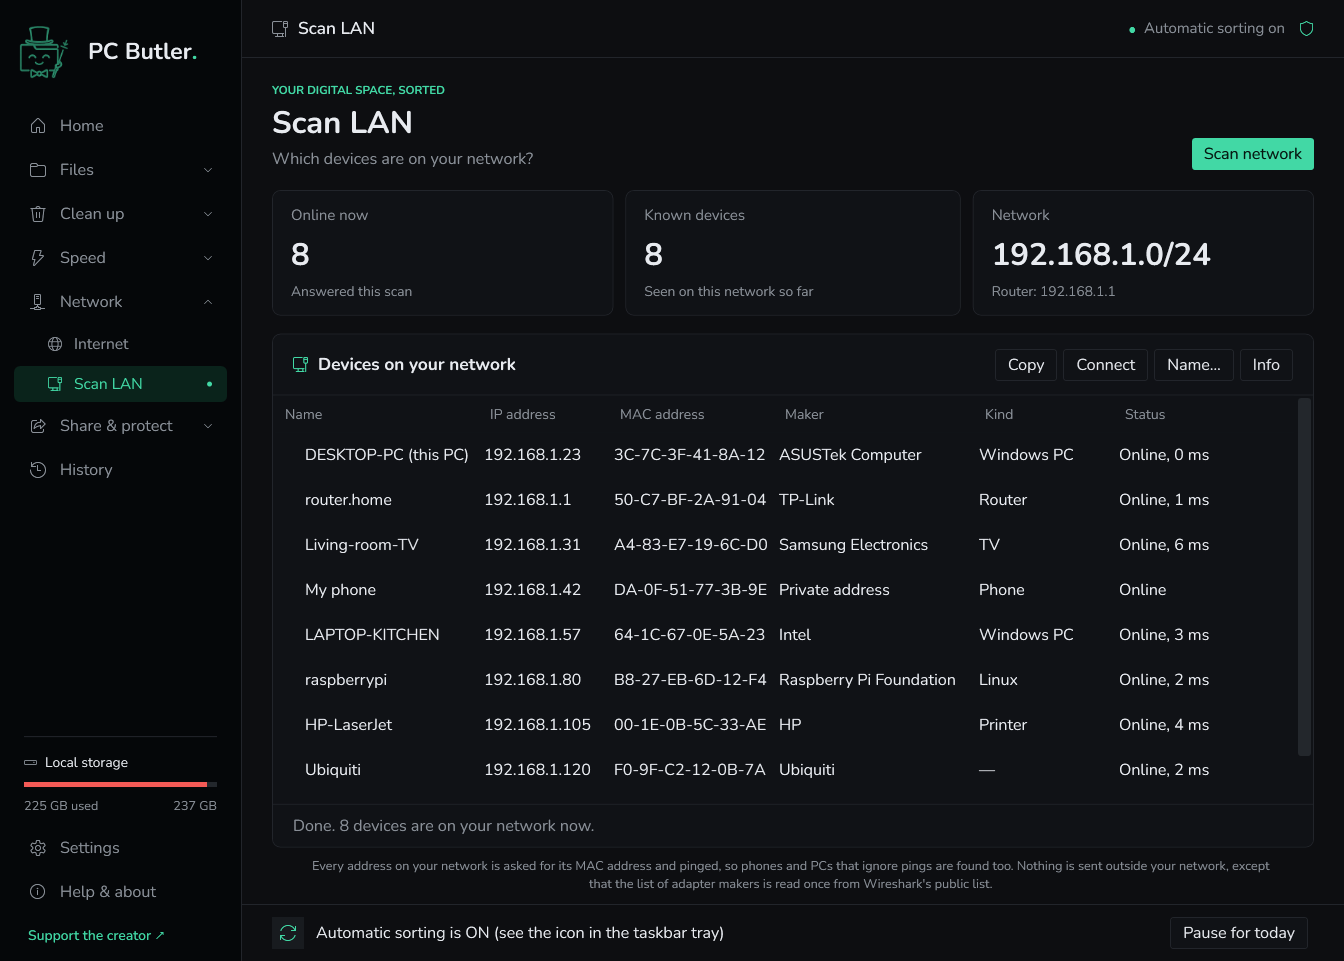 PC Butler.
Home
Files
Clean up
Speed
Network
Internet
Scan LAN
Share & protect
History
Local storage
225 GB used 237 GB
Settings
Help & about
Support the creator ↗
Scan LAN
Automatic sorting on
YOUR DIGITAL SPACE, SORTED
Scan LAN
Which devices are on your network?
Scan network
Online now
8
Answered this scan
Known devices
8
Seen on this network so far
Network
192.168.1.0/24
Router: 192.168.1.1
Devices on your network
Copy Connect Name... Info
Name IP address MAC address Maker Kind Status
DESKTOP-PC (this PC) 192.168.1.23 3C-7C-3F-41-8A-12 ASUSTek Computer Windows PC Online, 0 ms
router.home 192.168.1.1 50-C7-BF-2A-91-04 TP-Link Router Online, 1 ms
Living-room-TV 192.168.1.31 A4-83-E7-19-6C-D0 Samsung Electronics TV Online, 6 ms
My phone 192.168.1.42 DA-0F-51-77-3B-9E Private address Phone Online
LAPTOP-KITCHEN 192.168.1.57 64-1C-67-0E-5A-23 Intel Windows PC Online, 3 ms
raspberrypi 192.168.1.80 B8-27-EB-6D-12-F4 Raspberry Pi Foundation Linux Online, 2 ms
HP-LaserJet 192.168.1.105 00-1E-0B-5C-33-AE HP Printer Online, 4 ms
Ubiquiti 192.168.1.120 F0-9F-C2-12-0B-7A Ubiquiti — Online, 2 ms
Done. 8 devices are on your network now.
Every address on your network is asked for its MAC address and pinged, so phones and PCs that ignore pings are found too. Nothing is sent outside your network, except
that the list of adapter makers is read once from Wireshark's public list.
Automatic sorting is ON (see the icon in the taskbar tray)
Pause for today